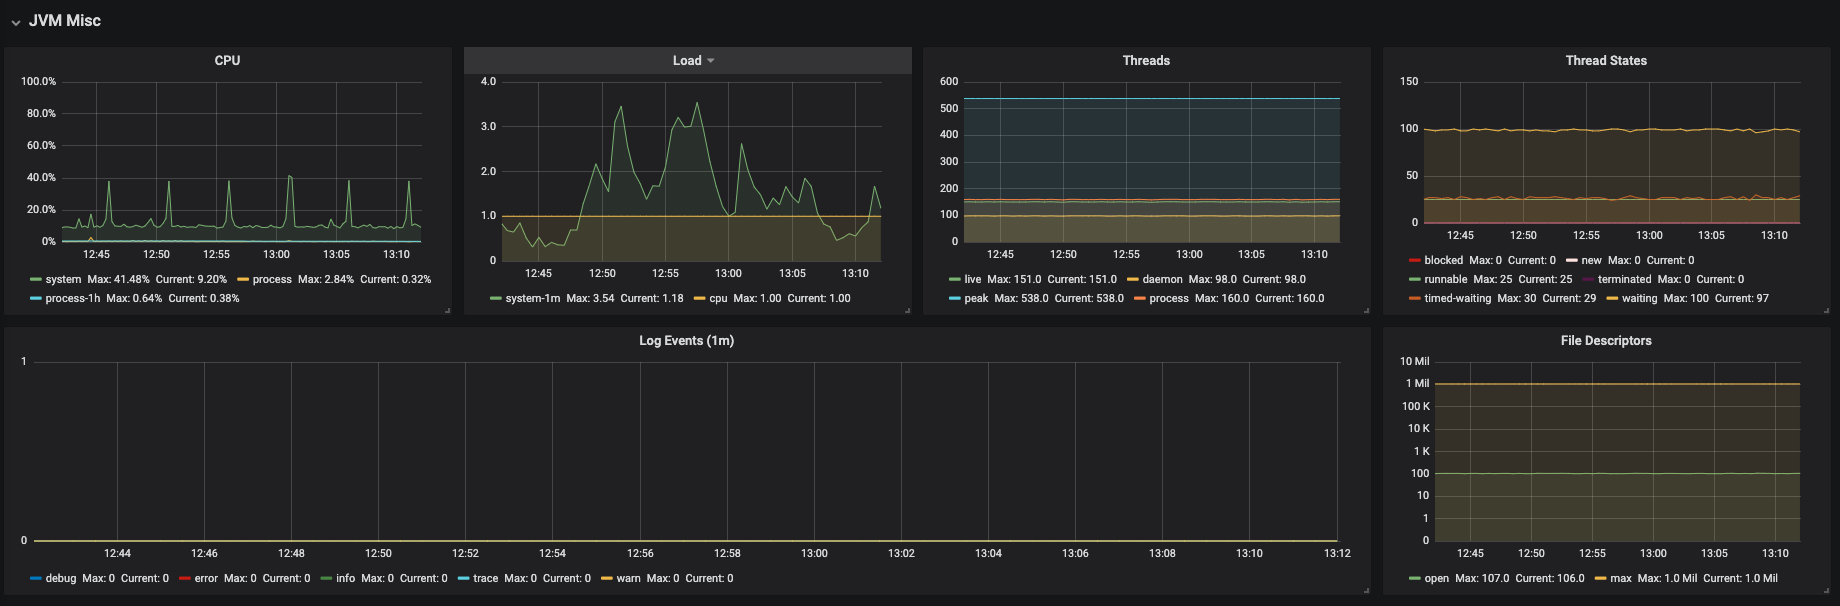 JVM Misc
CPU
100.0%
80.0%
60.0%
40.0%
20.0%
0%
12:45 12:50 12:55 13:00 13:05 13:10
system Max: 41.48% Current: 9.20% process Max: 2.84% Current: 0.32%
process-1h Max: 0.64% Current: 0.38%
Load
4.0
3.0
2.0
1.0
0
12:45 12:50 12:55 13:00 13:05 13:10
system-1m Max: 3.54 Current: 1.18 cpu Max: 1.00 Current: 1.00
Threads
600
500
400
300
200
100
0
12:45 12:50 12:55 13:00 13:05 13:10
live Max: 151.0 Current: 151.0 daemon Max: 98.0 Current: 98.0
peak Max: 538.0 Current: 538.0 process Max: 160.0 Current: 160.0
Thread States
150
100
50
0
12:45 12:50 12:55 13:00 13:05 13:10
blocked Max: 0 Current: 0 new Max: 0 Current: 0
runnable Max: 25 Current: 25 terminated Max: 0 Current: 0
timed-waiting Max: 30 Current: 29 waiting Max: 100 Current: 97
Log Events (1m)
1
0
12:44 12:46 12:48 12:50 12:52 12:54 12:56 12:58 13:00 13:02 13:04 13:06 13:08 13:10 13:12
debug Max: 0 Current: 0 error Max: 0 Current: 0 info Max: 0 Current: 0 trace Max: 0 Current: 0 warn Max: 0 Current: 0
File Descriptors
10 Mil
1 Mil
100 K
10 K
1 K
100
10
1
0
12:45 12:50 12:55 13:00 13:05 13:10
open Max: 107.0 Current: 106.0 max Max: 1.0 Mil Current: 1.0 Mil